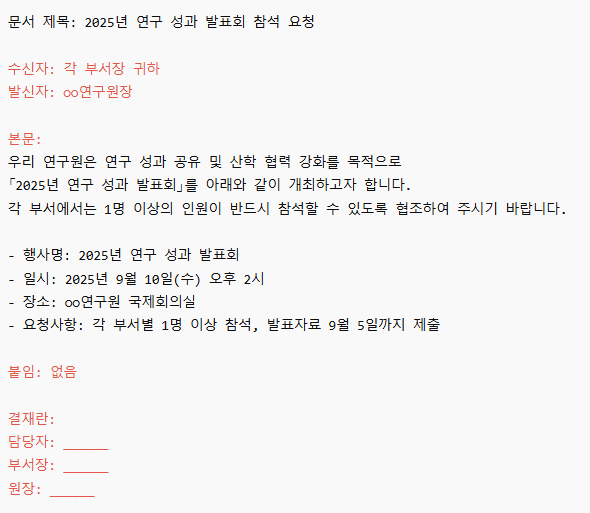 문서 제목: 2025년 연구 성과 발표회 참석 요청
수신자: 각 부서장 귀하
발신자: ○○연구원장
본문:
우리 연구원은 연구 성과 공유 및 산학 협력 강화를 목적으로
「2025년 연구 성과 발표회」를 아래와 같이 개최하고자 합니다.
각 부서에서는 1명 이상의 인원이 반드시 참석할 수 있도록 협조하여 주시기 바랍니다.
- 행사명: 2025년 연구 성과 발표회
- 일시: 2025년 9월 10일(수) 오후 2시
- 장소: ○○연구원 국제회의실
- 요청사항: 각 부서별 1명 이상 참석, 발표자료 9월 5일까지 제출
붙임: 없음
결재란:
담당자: ______
부서장: ______
원장: ______